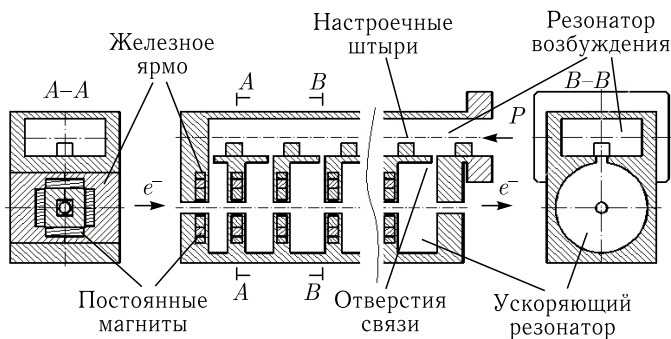 Железное
ярмо
Настроечные
штыри
Резонатор
возбуждения
A–A
A
B
B–B
P
e⁻
e⁻
A
B
Постоянные
магниты
Отверстия
связи
Ускоряющий
резонатор